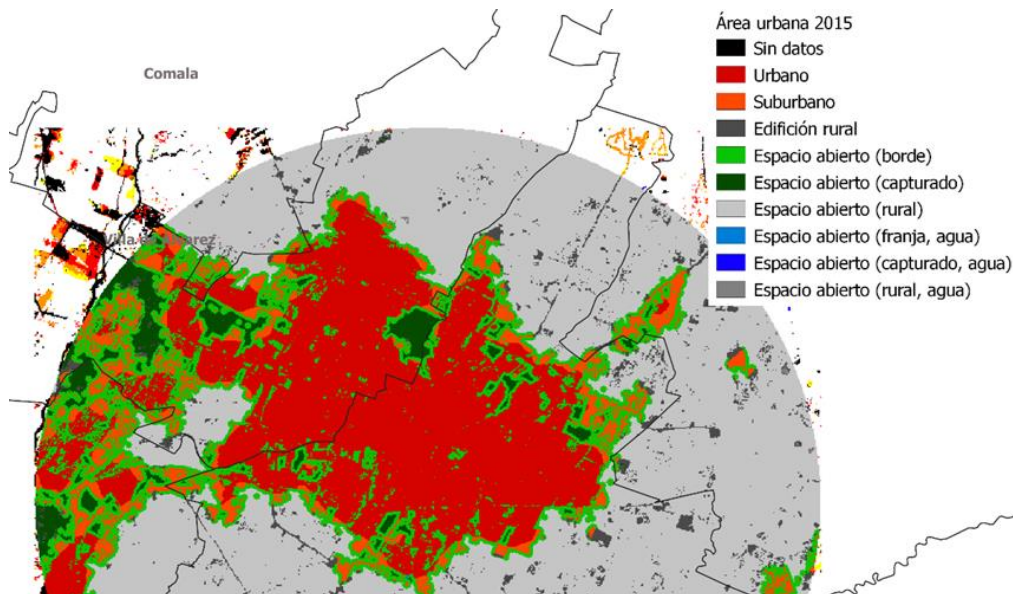 Área urbana 2015
Sin datos
Urbano
Suburbano
Edifición rural
Espacio abierto (borde)
Espacio abierto (capturado)
Espacio abierto (rural)
Espacio abierto (franja, agua)
Espacio abierto (capturado, agua)
Espacio abierto (rural, agua)
Comala